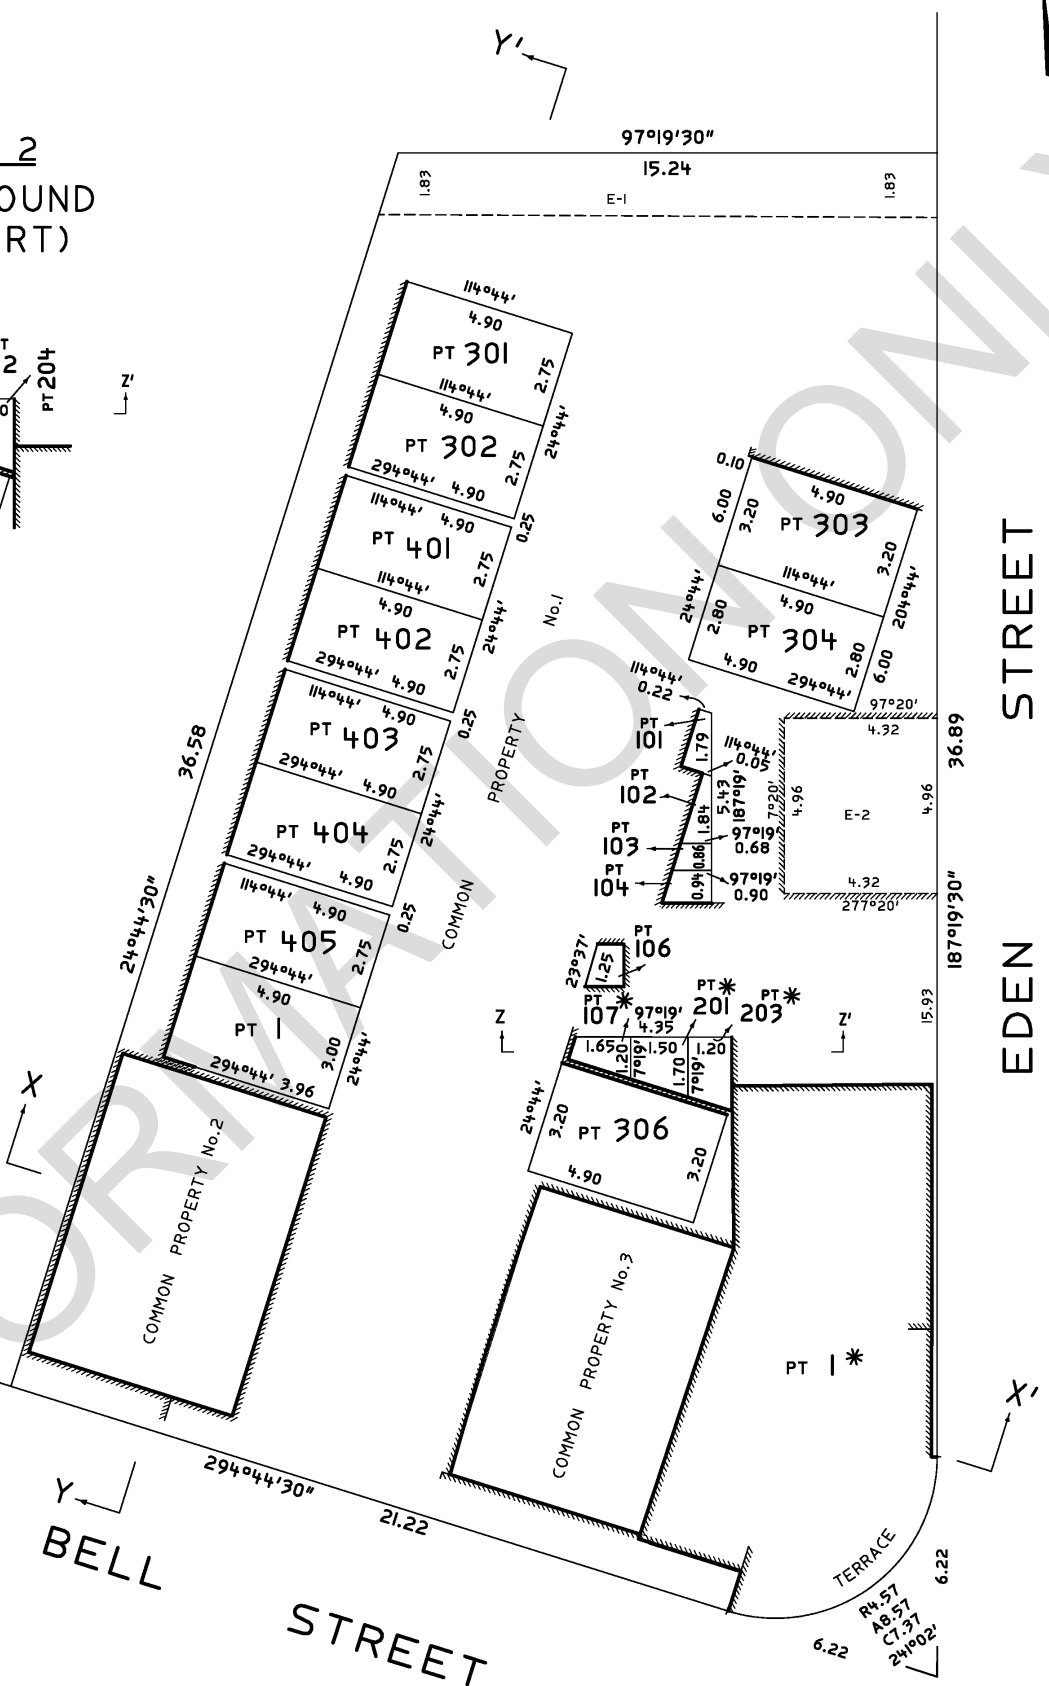 2
OUND
RT)
T
2
PT 204
Z'
Y'
97°19'30"
15.24
1.83
E-1
1.83
114°44'
4.90
PT 301
2.75
114°44'
4.90
PT 302
2.75
24°44'
294°44' 4.90
0.25
114°44' 4.90
PT 401
2.75
114°44'
4.90
PT 402
2.75
24°44'
294°44' 4.90
0.25
114°44' 4.90
PT 403
2.75
294°44' 4.90
PT 404
2.75
24°44'
294°44' 4.90
0.25
114°44' 4.90
PT 405
2.75
294°44'
4.90
PT 1
3.00
24°44'
294°44' 3.96
36.58
24°44'30"
COMMON PROPERTY No.1
0.10
4.90
6.00
3.20
PT 303
3.20
114°44'
24°44'
204°44'
4.90
2.80
PT 304
2.80
6.00
4.90
294°44'
114°44'
0.22
PT
101
1.79
114°44'
0.05
PT
102
1.84
5.43
187°19'
PT
103
0.86
97°19'
0.68
PT
104
0.94
97°19'
0.90
97°20'
4.32
7°20'
4.96
E-2
4.96
4.32
277°20'
36.89
187°19'30"
15.93
EDEN STREET
PT
106
23°37'
1.25
PT
107*
97°19'
4.35
PT*
201
PT*
203
Z
Z'
1.65
1.20
7°19'
1.50
1.70
7°19'
1.20
24°44'
3.20
PT 306
3.20
4.90
X
COMMON PROPERTY No.2
COMMON PROPERTY No.3
PT 1*
X'
Y
294°44'30"
21.22
BELL STREET
TERRACE
6.22
R4.57
A8.57
C7.37
241°02'
6.22
ORMATION ONL